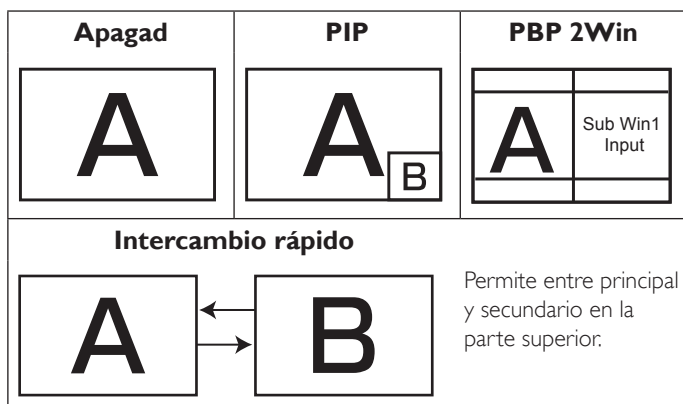 Apagad
PIP
PBP 2Win
A
A
B
A
Sub Win1
Input
Intercambio rápido
A
B
Permite entre principal
y secundario en la
parte superior.